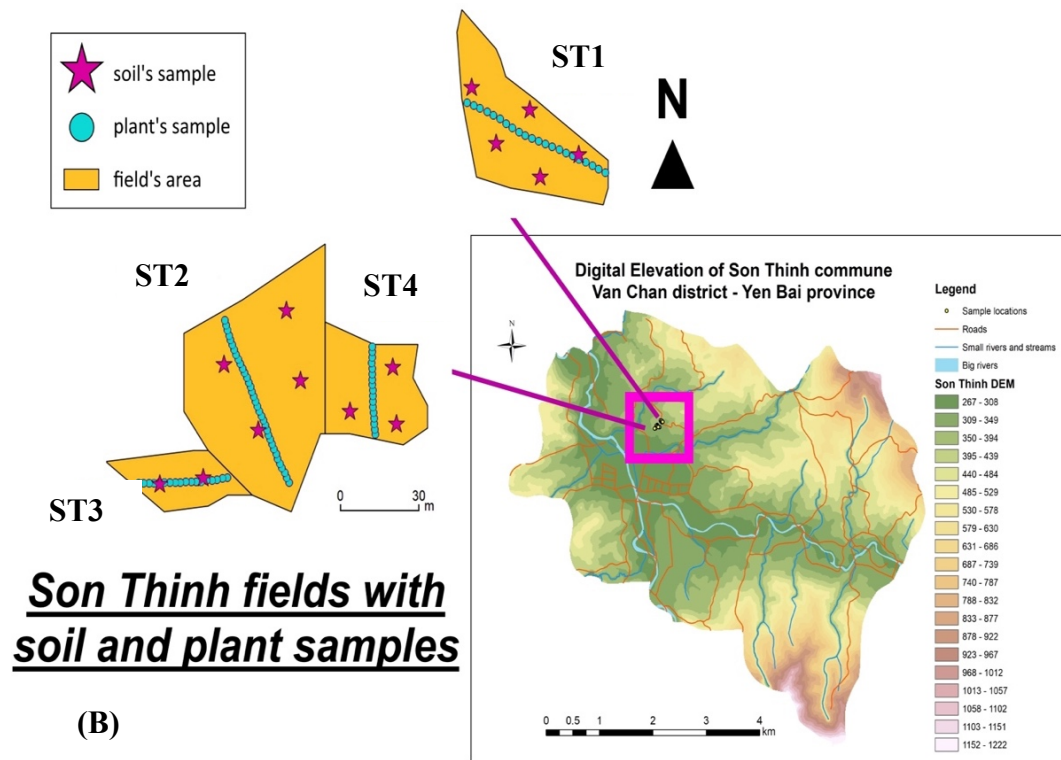 soil's sample
plant's sample
field's area
ST1
N
ST2
ST4
ST3
0 30
m
Son Thinh fields with
soil and plant samples
(B)
Digital Elevation of Son Thinh commune
Van Chan district - Yen Bai province
N
Legend
Sample locations
Roads
Small rivers and streams
Big rivers
Son Thinh DEM
267 - 308
309 - 349
350 - 394
395 - 439
440 - 484
485 - 529
530 - 578
579 - 630
631 - 686
687 - 739
740 - 787
788 - 832
833 - 877
878 - 922
923 - 967
968 - 1012
1013 - 1057
1058 - 1102
1103 - 1151
1152 - 1222
0 0.5 1 2 3 4
km